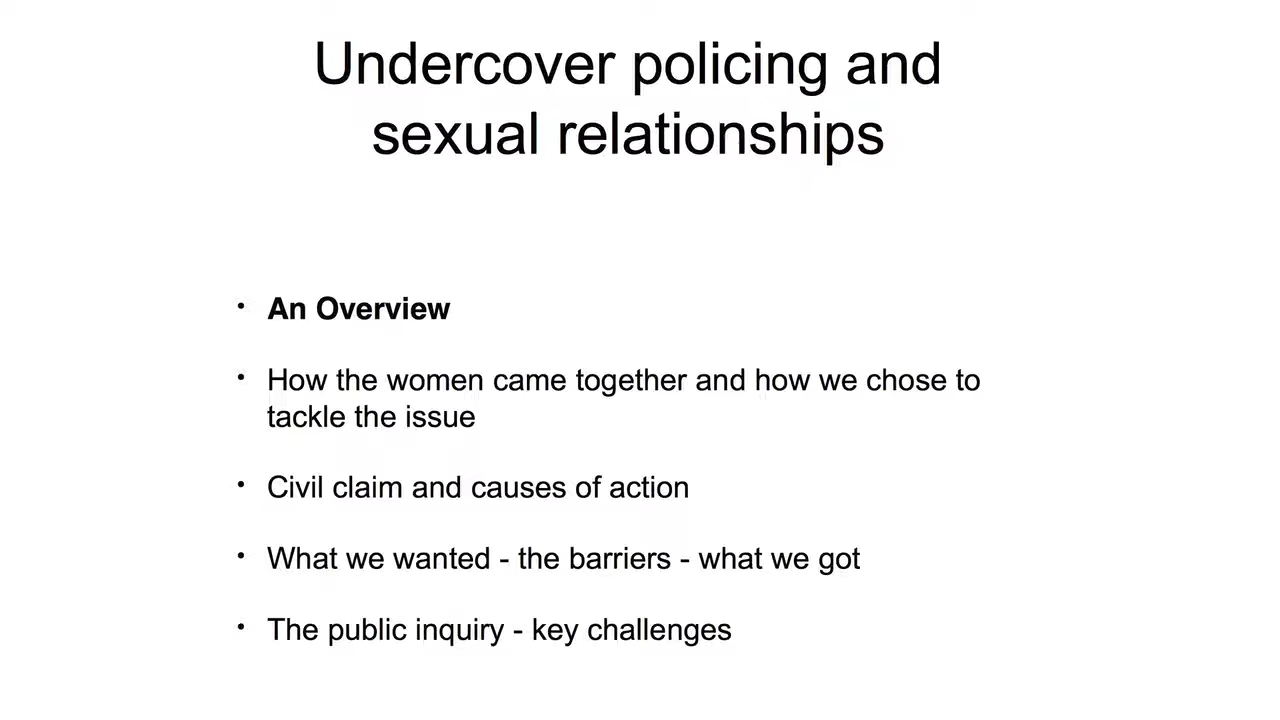 Undercover policing and
sexual relationships
• An Overview
• How the women came together and how we chose to
tackle the issue
• Civil claim and causes of action
• What we wanted - the barriers - what we got
• The public inquiry - key challenges